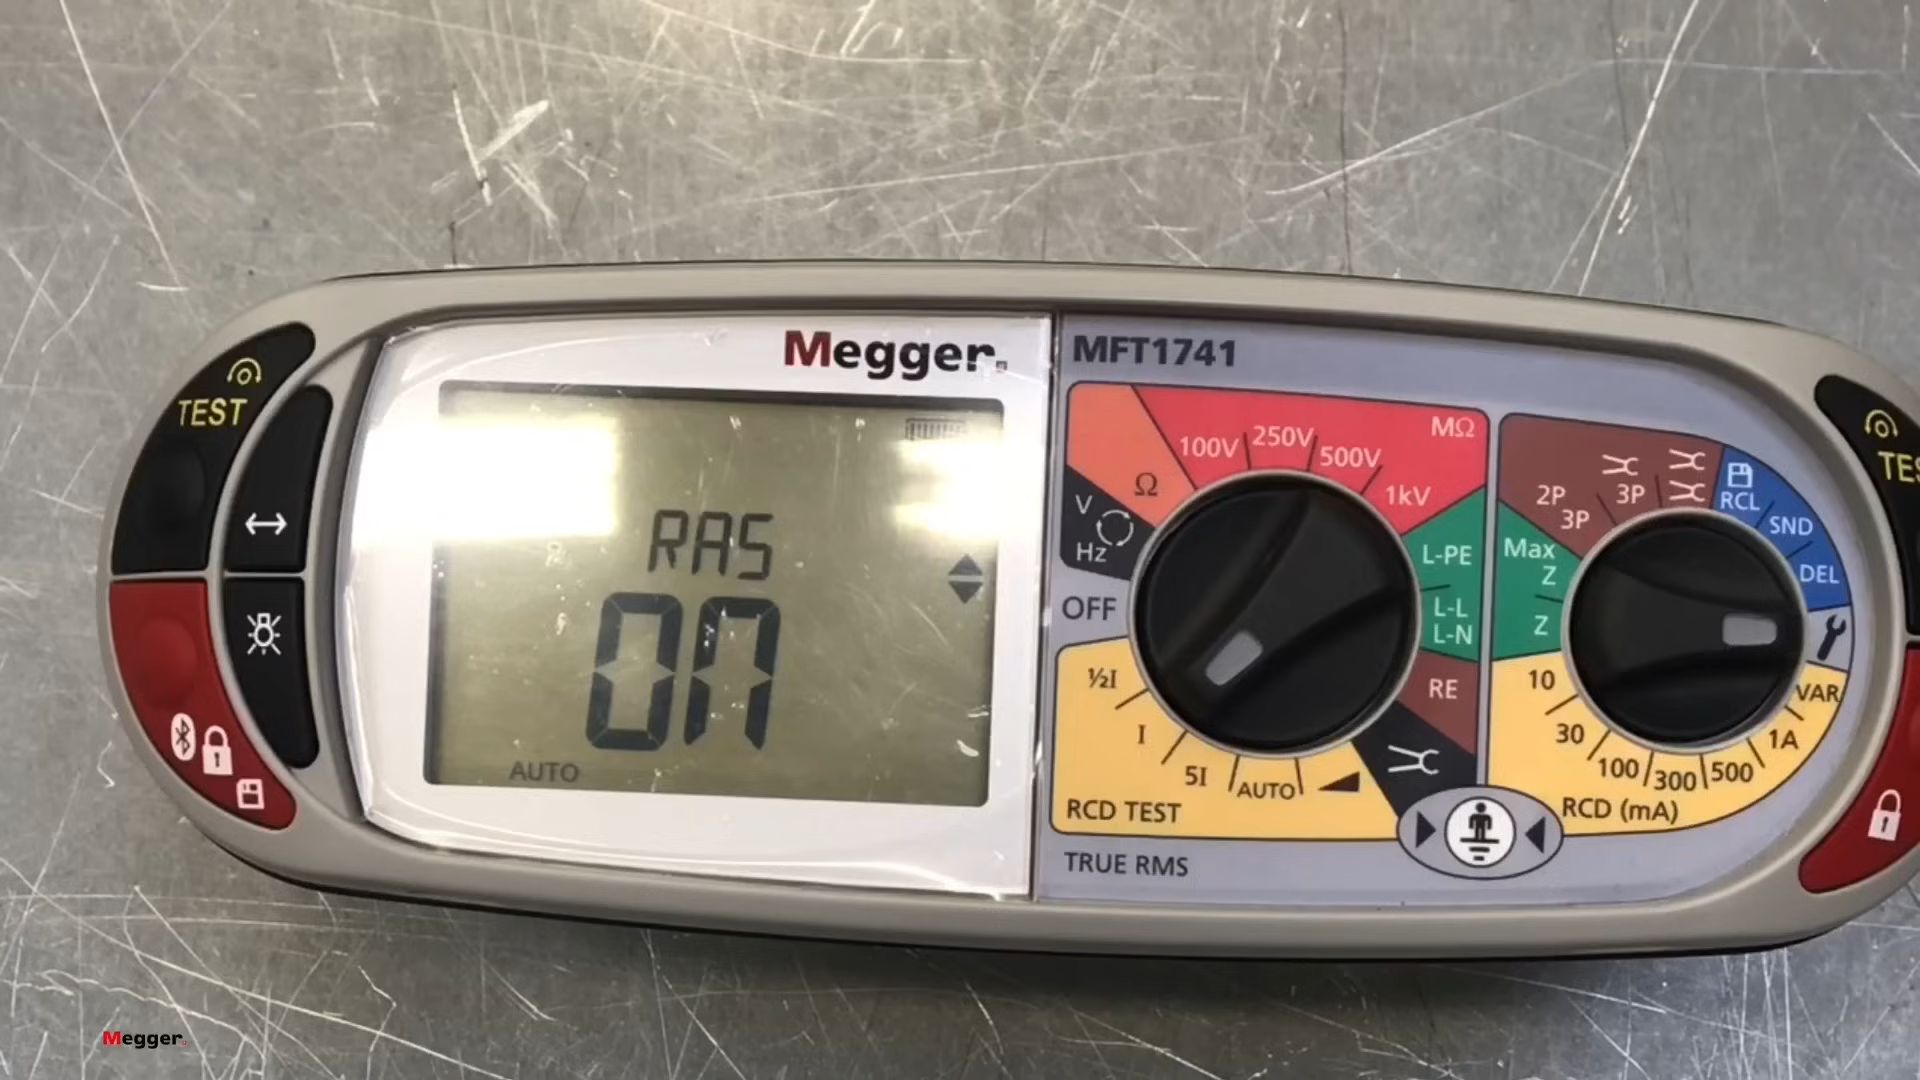 Megger.
MFT1741
TEST
RAS
ON
AUTO
100V
250V
500V
1kV
MΩ
Ω
V
Hz
OFF
L-PE
L-L
L-N
RE
½I
I
5I
AUTO
RCD TEST
TRUE RMS
2P
3P
3P
RCL
SND
DEL
Max
Z
Z
10
30
100
300
500
1A
VAR
RCD (mA)
TES
Megger.